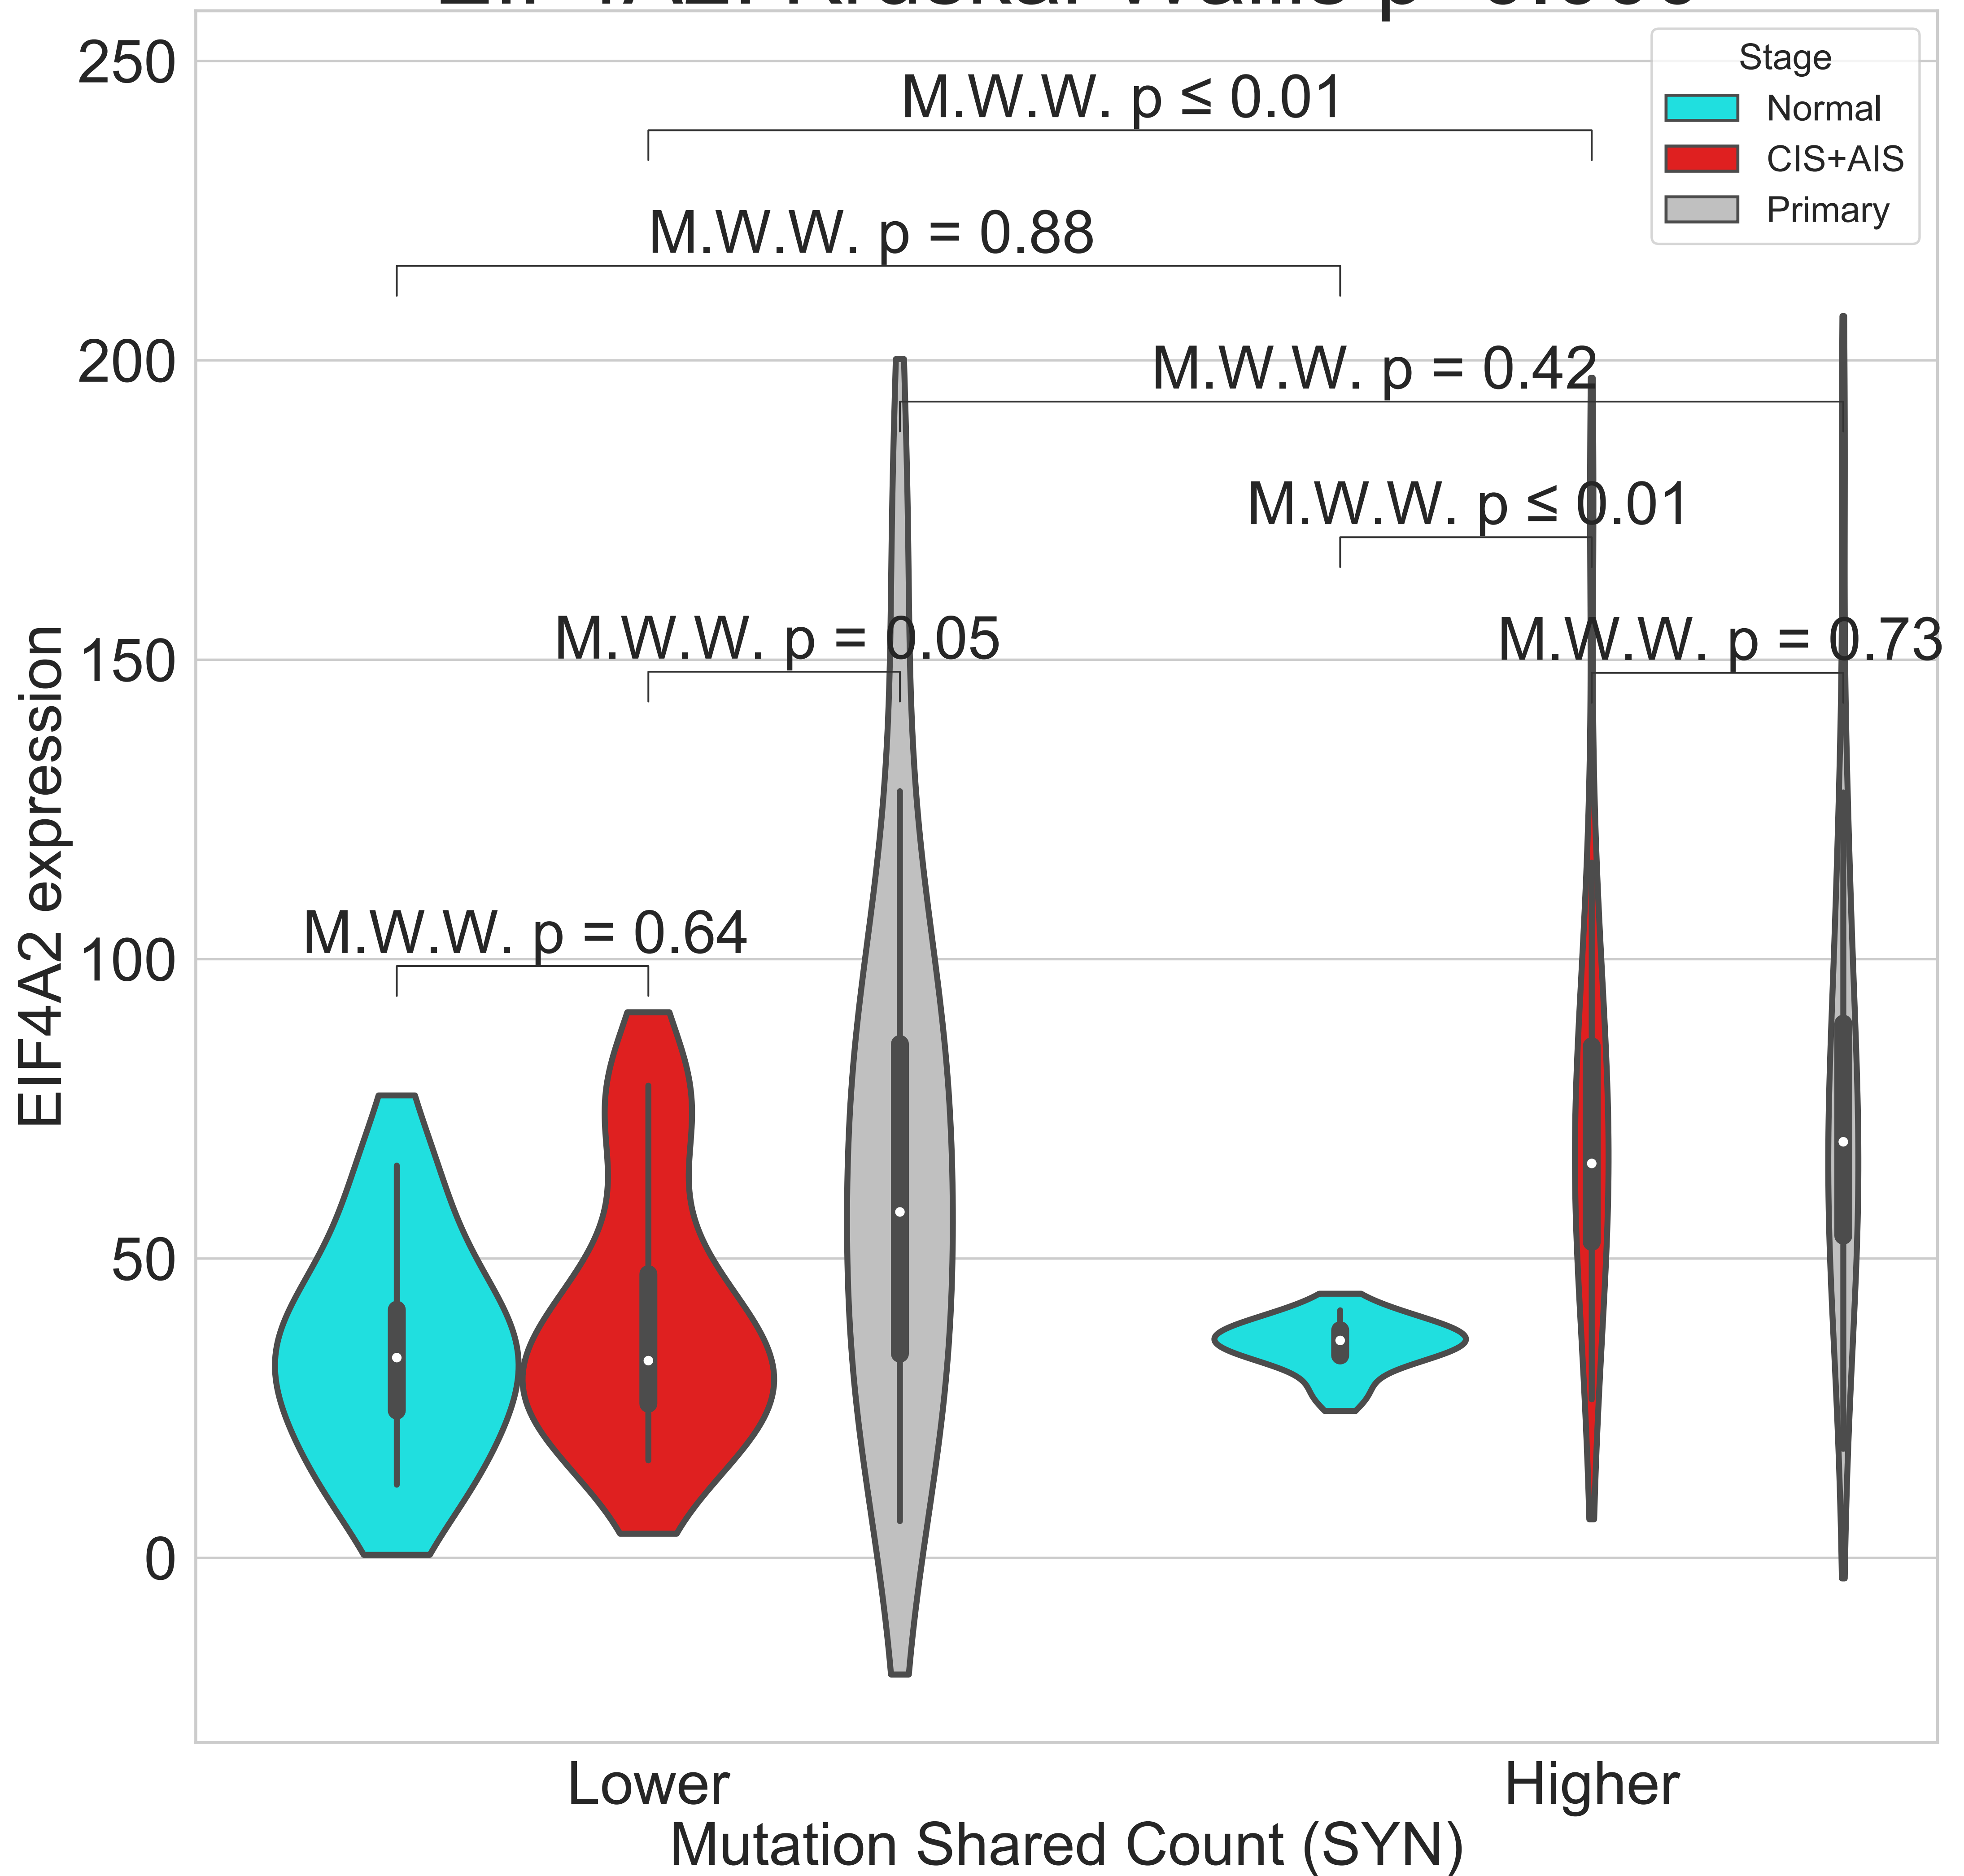 250
200
150
100
50
0
EIF4A2 expression
Stage
Normal
CIS+AIS
Primary
M.W.W. p ≤ 0.01
M.W.W. p = 0.88
M.W.W. p = 0.42
M.W.W. p ≤ 0.01
M.W.W. p = 0.05
M.W.W. p = 0.73
M.W.W. p = 0.64
Lower
Higher
Mutation Shared Count (SYN)